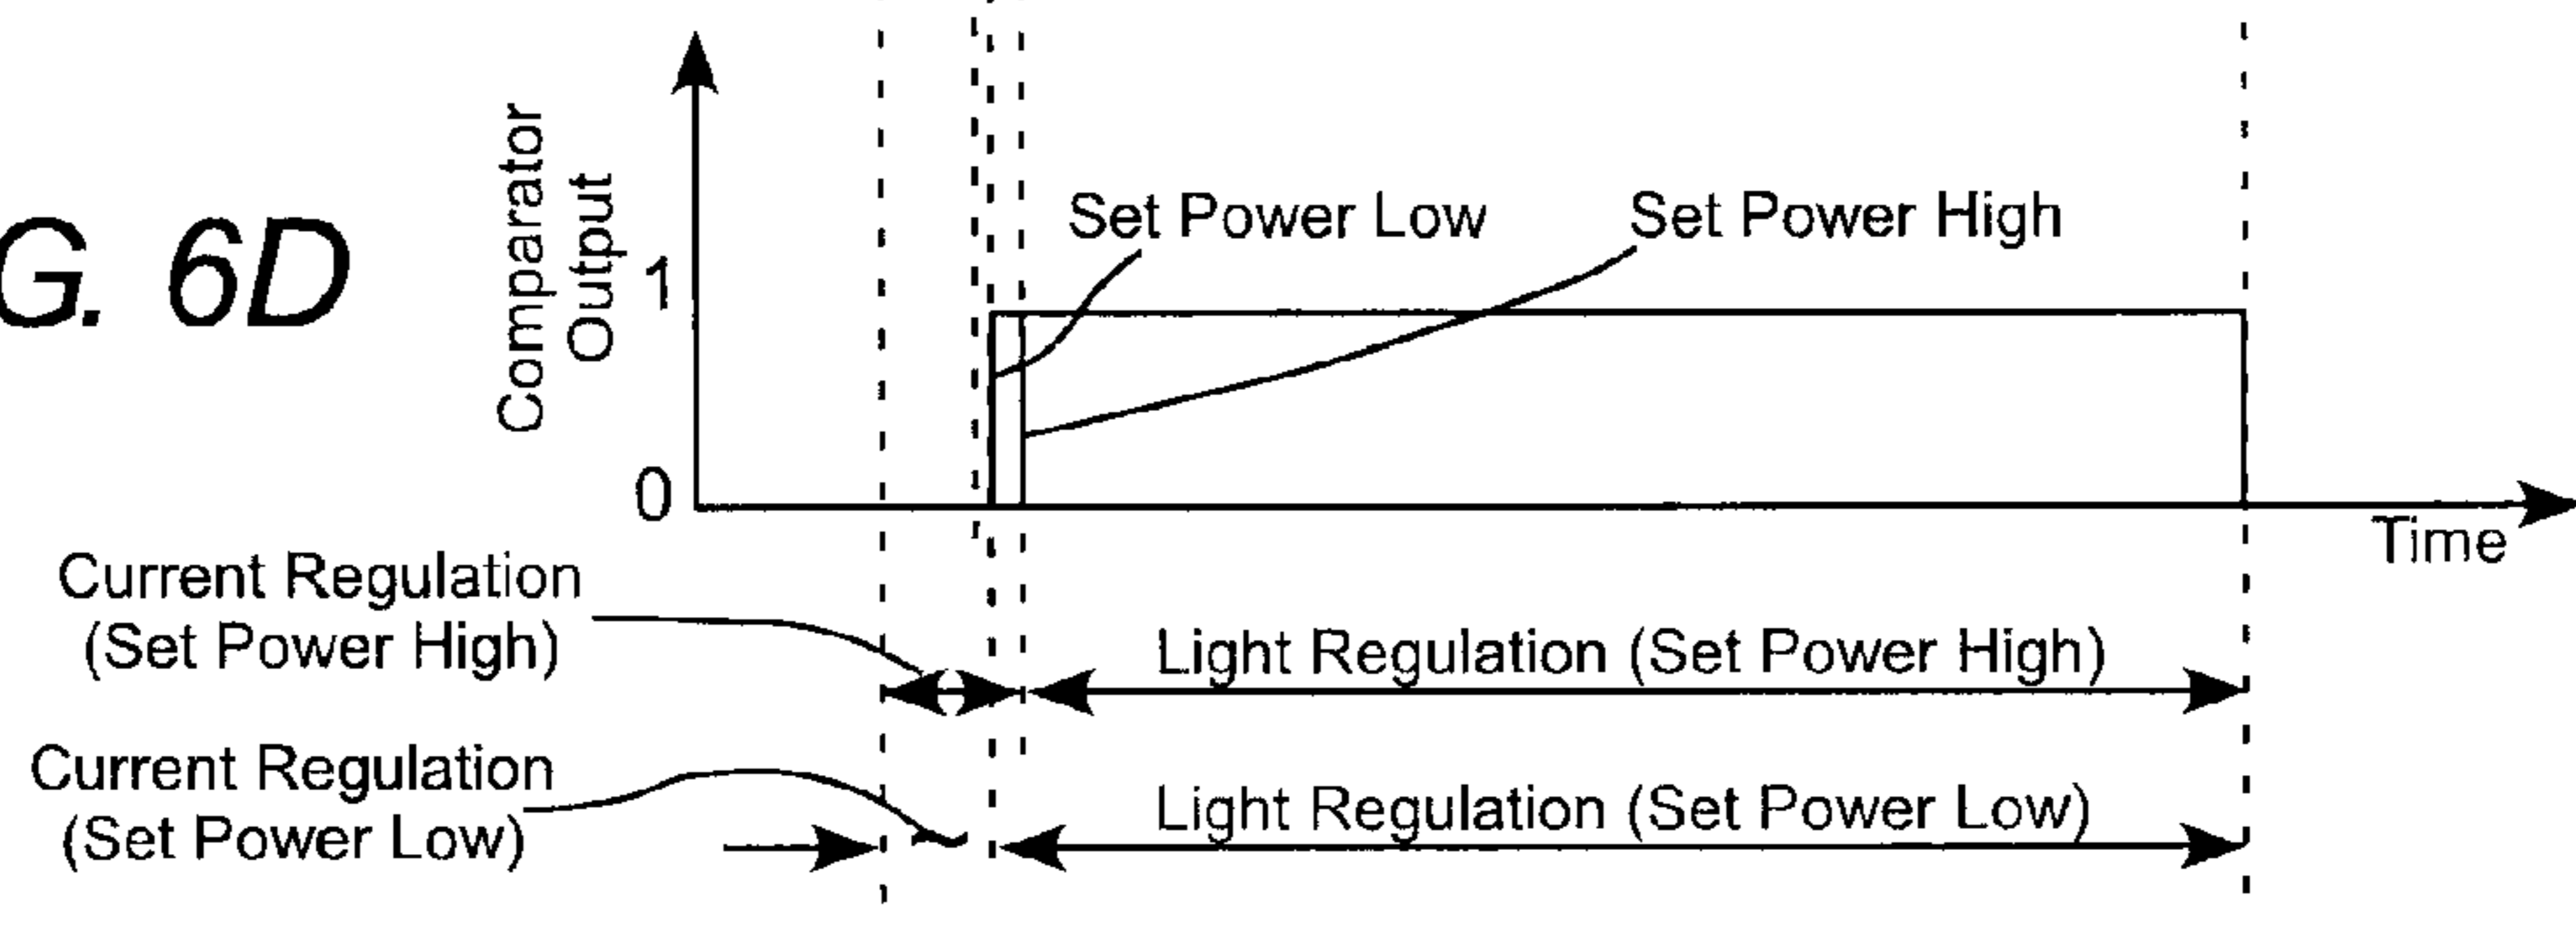 G. 6D
Comparator
Output
1
0
Set Power Low
Set Power High
Time
Current Regulation
(Set Power High)
Light Regulation (Set Power High)
Current Regulation
(Set Power Low)
Light Regulation (Set Power Low)